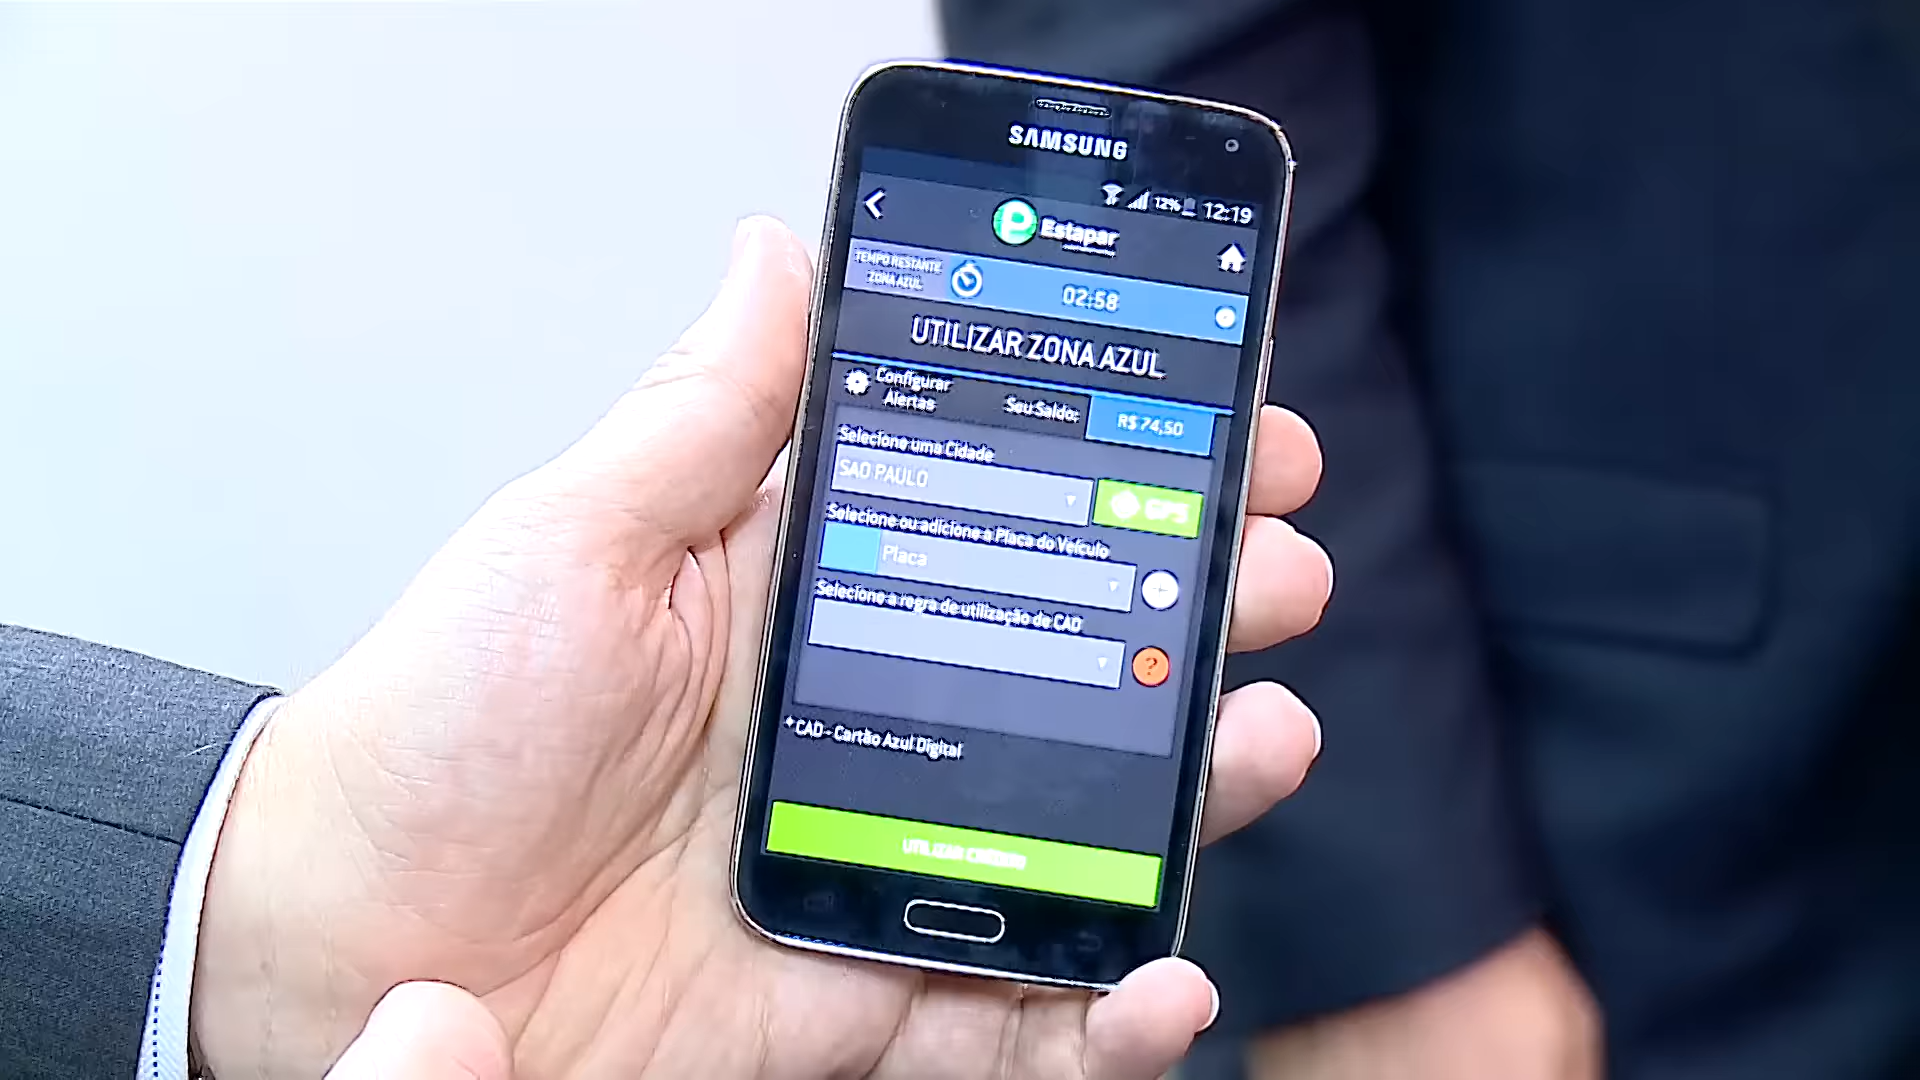 SAMSUNG
12% 12:19
Estapar
TEMPO RESTANTE
ZONA AZUL
02:58
UTILIZAR ZONA AZUL
Configurar
Alertas
Seu Saldo:
R$ 74,50
Selecione uma Cidade
SAO PAULO
GPS
Selecione ou adicione a Placa do Veículo
Placa
+
Selecione a regra de utilização de CAD
?
*CAD - Cartão Azul Digital
UTILIZAR